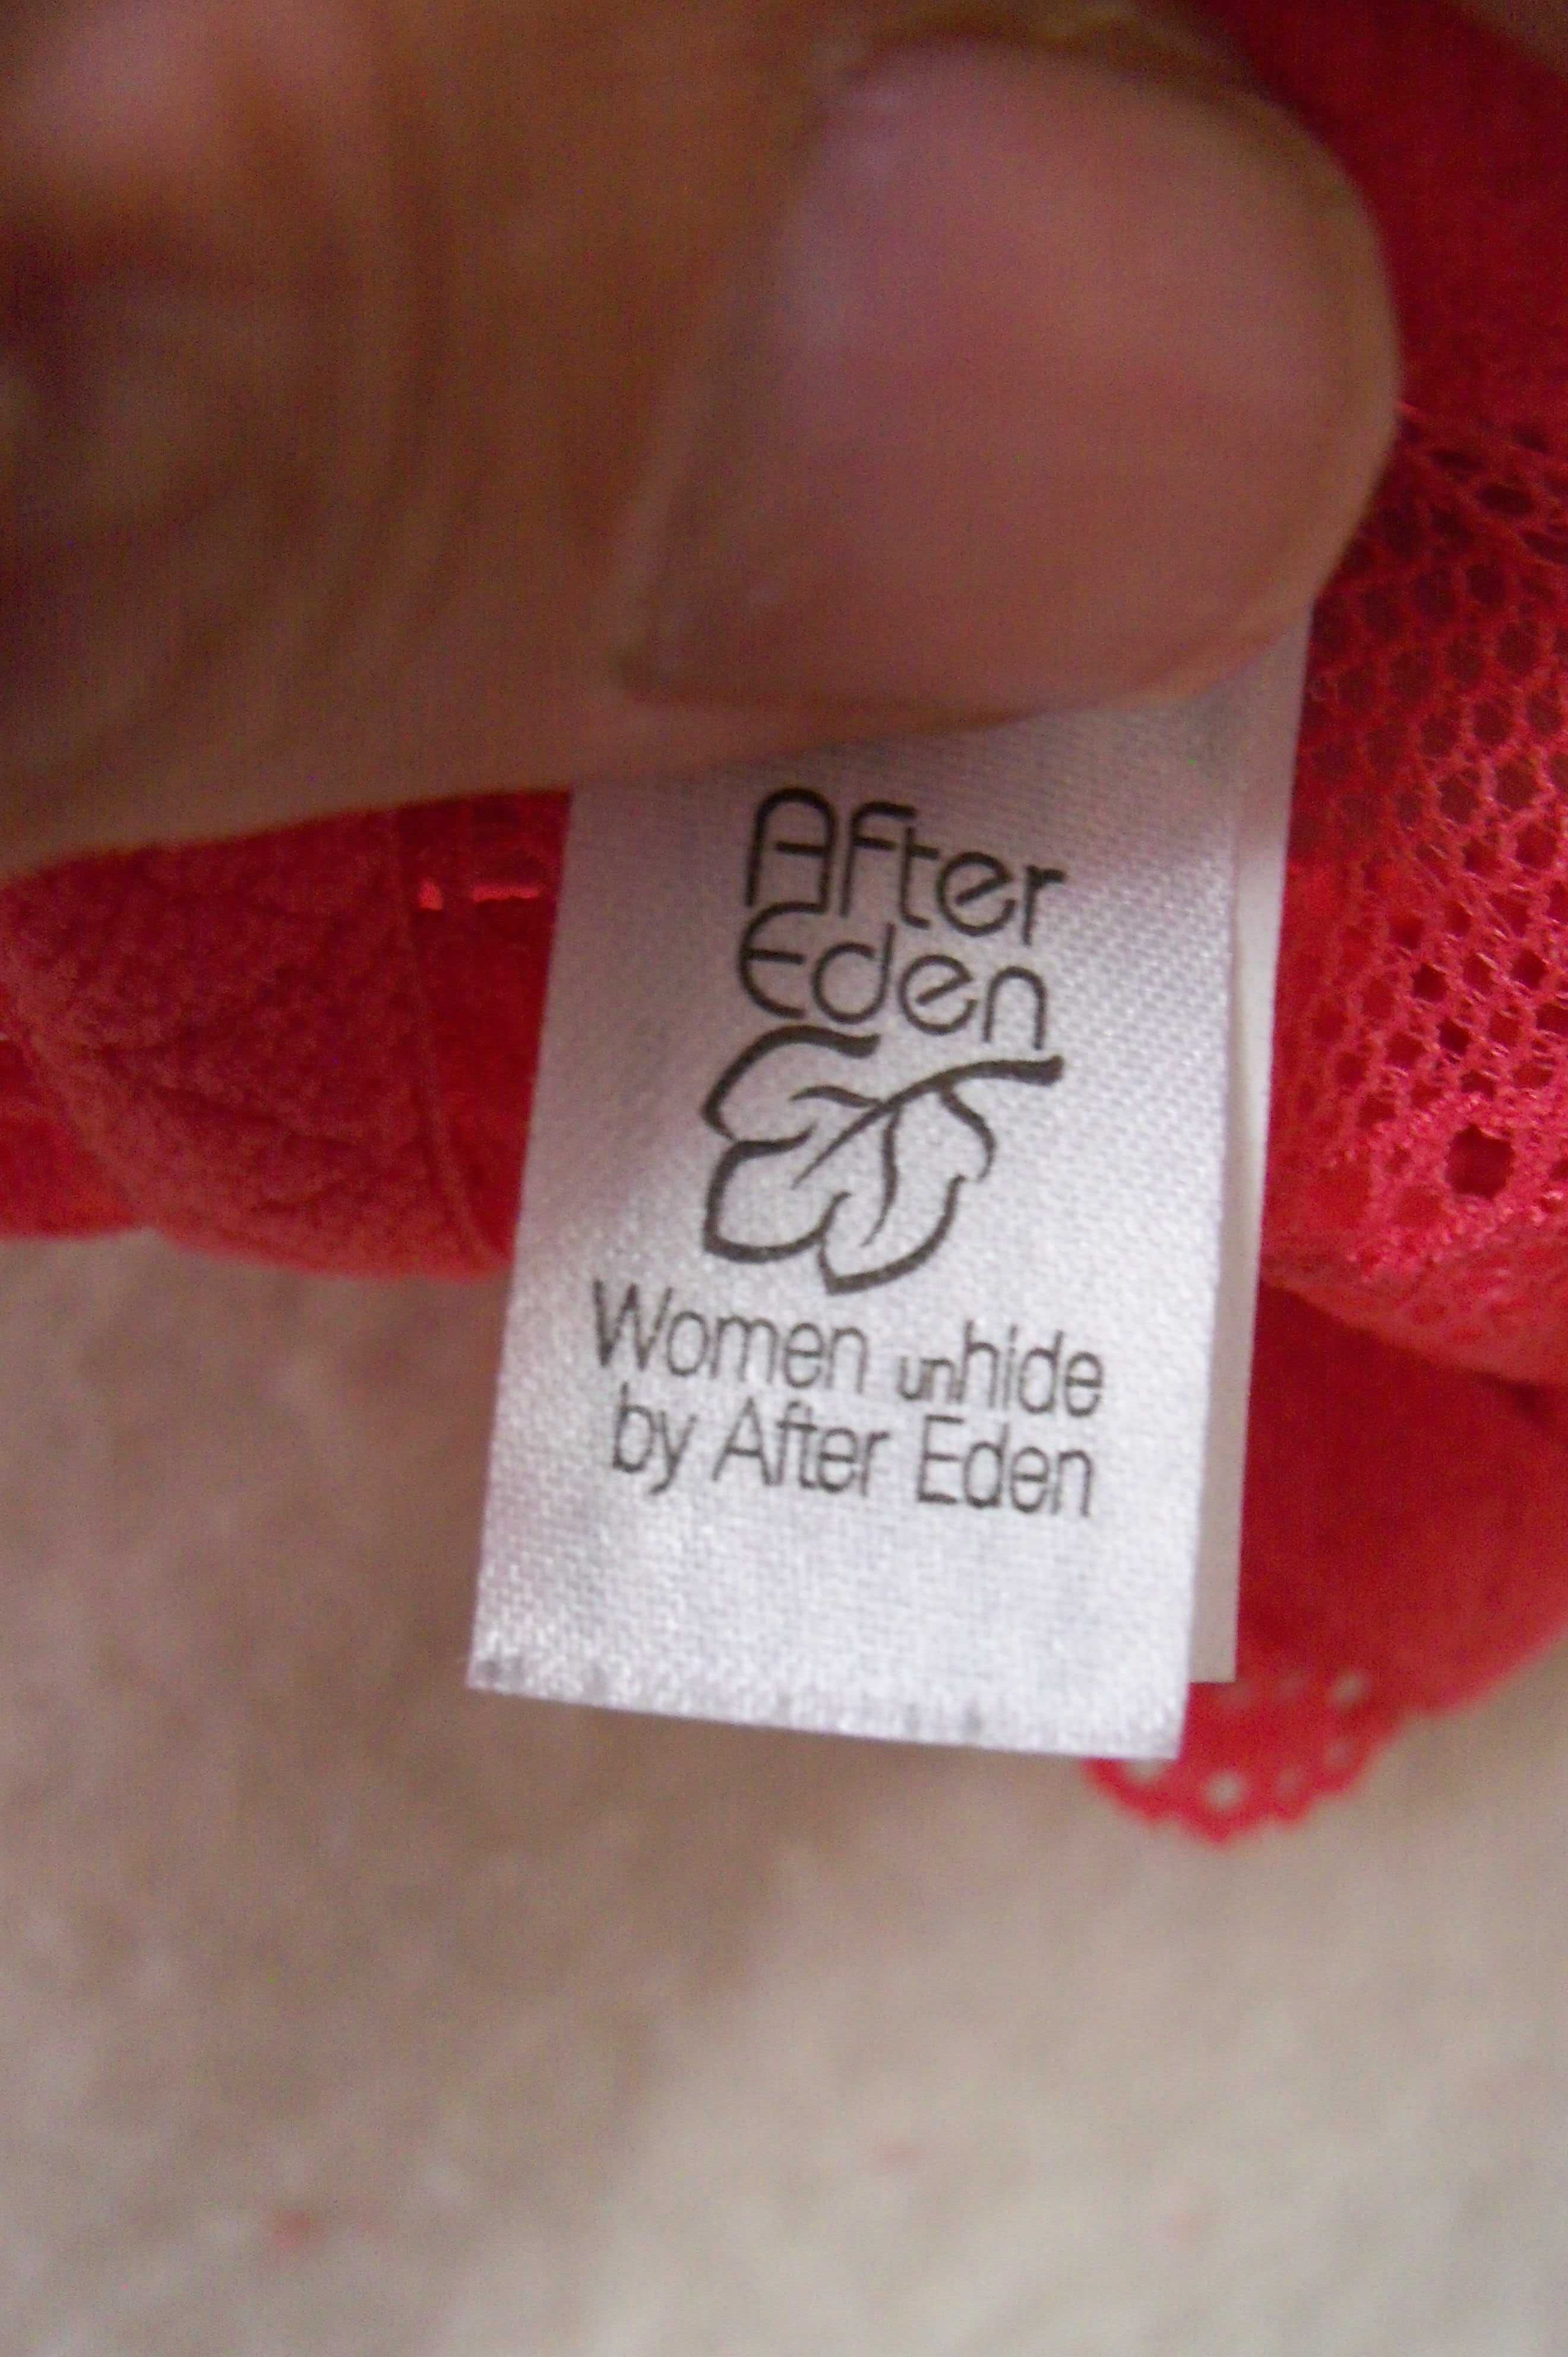 After
Eden
Women unhide
by After Eden